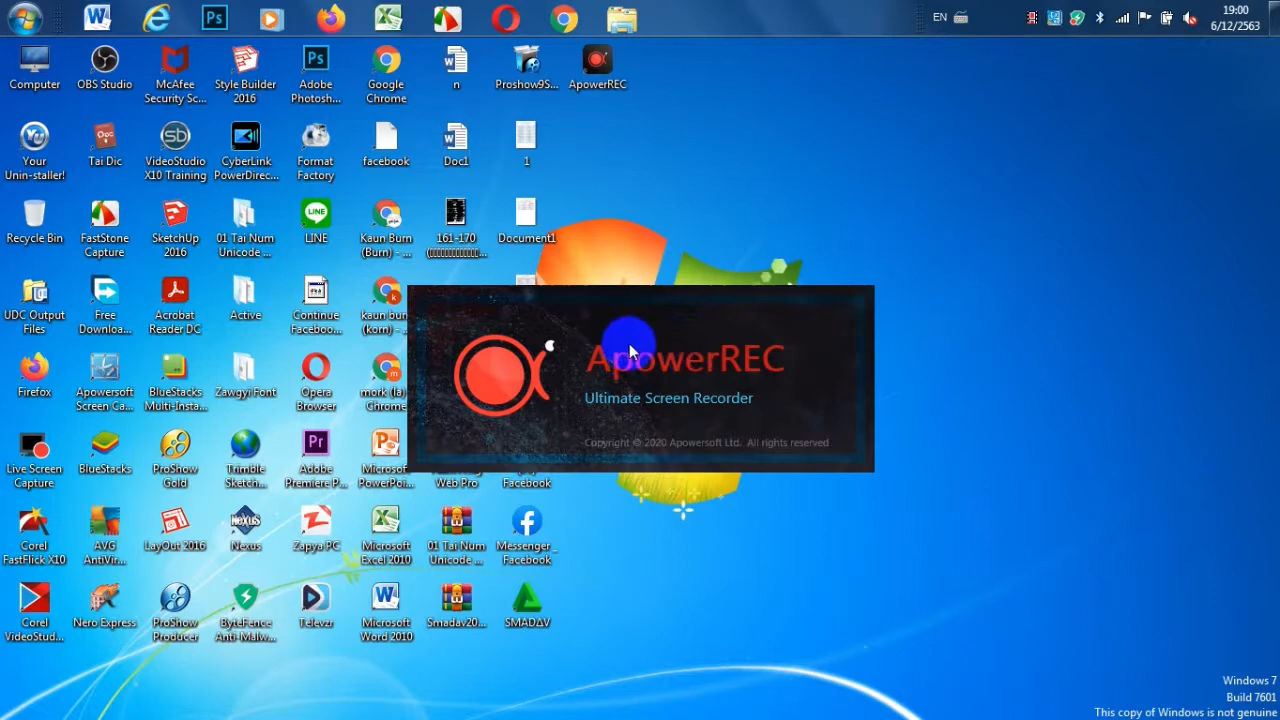 EN
19:00
6/12/2563
Computer
OBS Studio
McAfee
Security Sc...
Style Builder
2016
Adobe
Photosh...
Google
Chrome
n
Proshow9S...
ApowerREC
Your
Unin-staller!
Tai Dic
VideoStudio
X10 Training
CyberLink
PowerDirec...
Format
Factory
facebook
Doc1
1
Recycle Bin
FastStone
Capture
SketchUp
2016
01 Tai Num
Unicode ...
LINE
Kaun Burn
(Burn) - ...
161-170
Document1
UDC Output
Files
Free
Downloa...
Acrobat
Reader DC
Active
Continue
Faceboo...
kaun bur
(korn) - ...
Firefox
Apowersoft
Screen Ca...
BlueStacks
Multi-Insta...
Zawgyi Font
Opera
Browser
mork (la)
Chrome
ApowerREC
Ultimate Screen Recorder
Copyright © 2020 Apowersoft Ltd. All rights reserved
Live Screen
Capture
BlueStacks
ProShow
Gold
Trimble
Sketch...
Adobe
Premiere P...
Microsoft
PowerPoi...
Web Pro
Facebook
Corel
FastFlick X10
AVG
AntiVir...
LayOut 2016
Nexus
Zapya PC
Microsoft
Excel 2010
01 Tai Num
Unicode ...
Messenger _
Facebook
Corel
VideoStud...
Nero Express
ProShow
Producer
ByteFence
Anti-Malw...
Televzr
Microsoft
Word 2010
Smadav20...
SMADAV
Windows 7
Build 7601
This copy of Windows is not genuine